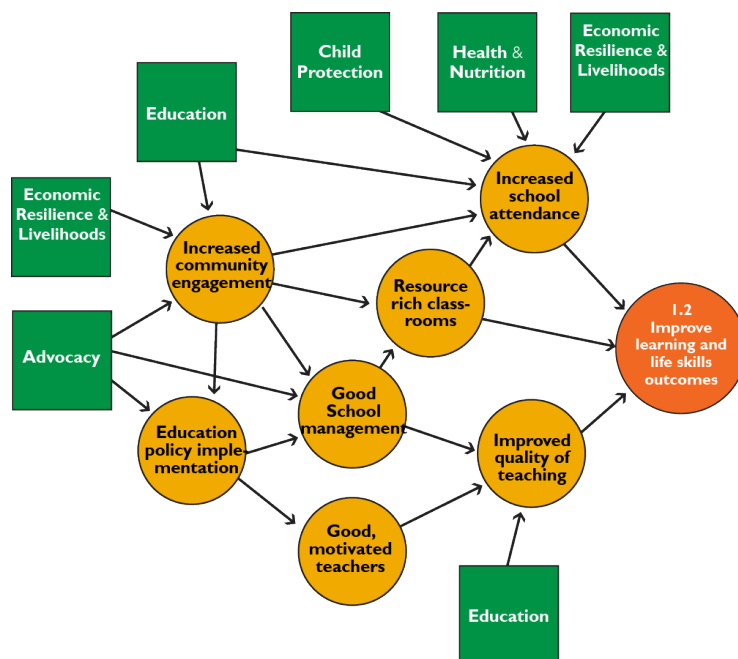 Child
Protection
Health &
Nutrition
Economic
Resilience &
Livelihoods
Education
Economic
Resilience &
Livelihoods
Increased
school
attendance
Increased
community
engagement
Resource
rich class-
rooms
1.2
Improve
learning and
life skills
outcomes
Advocacy
Good
School
management
Education
policy imple-
mentation
Improved
quality of
teaching
Good,
motivated
teachers
Education